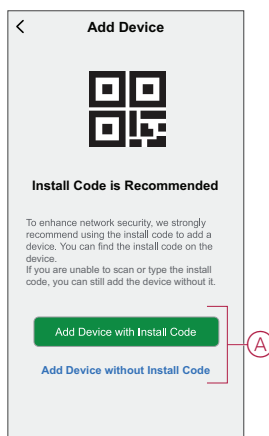 Add Device
Install Code is Recommended
To enhance network security, we strongly
recommend using the install code to add a
device. You can find the install code on the
device.
If you are unable to scan or type the install
code, you can still add the device without it.
Add Device with Install Code
A
Add Device without Install Code